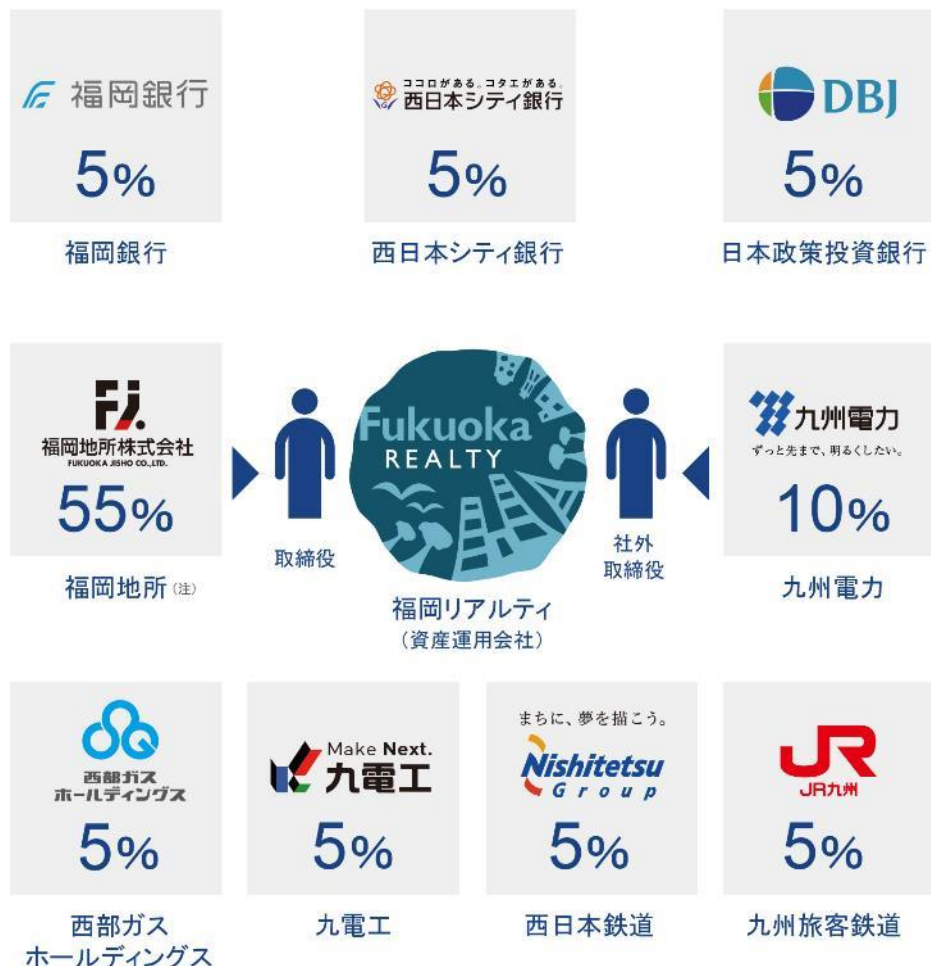 福岡銀行
5%
福岡銀行
ココロがある。コタエがある。
西日本シティ銀行
5%
西日本シティ銀行
DBJ
5%
日本政策投資銀行
FJ.
福岡地所株式会社
FUKUOKA JISHO CO.,LTD.
55%
福岡地所(注)
取締役
Fukuoka
REALTY
福岡リアルティ
(資産運用会社)
社外
取締役
九州電力
ずっと先まで、明るくしたい。
10%
九州電力
西部ガス
ホールディングス
5%
西部ガス
ホールディングス
Make Next.
九電工
5%
九電工
まちに、夢を描こう。
Nishitetsu
Group
5%
西日本鉄道
JR
JR九州
5%
九州旅客鉄道